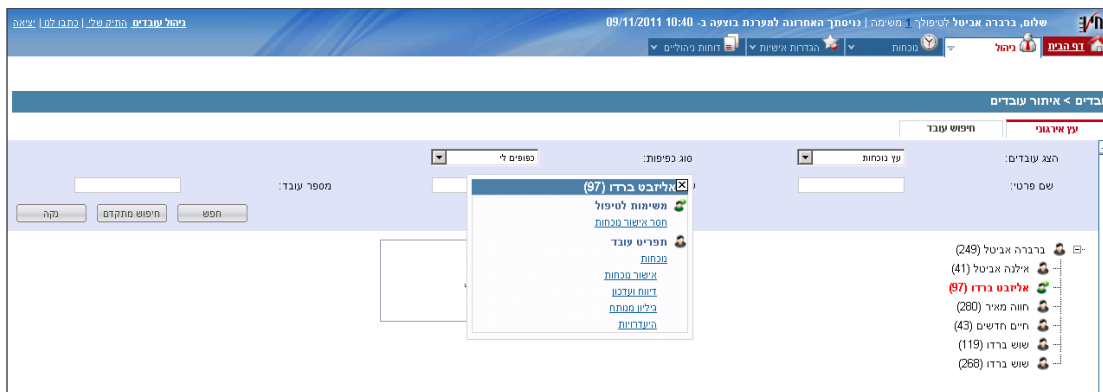 שלום, ברברה אביטל לטיפולך 1 משימה | כניסתך האחרונה למערכת בוצעה ב- 09/11/2011 10:40
ניהול עובדים | התיק שלי | כתבו לנו | יציאה
דף הבית ניהול נוכחות הגדרות אישיות דוחות ניהוליים
ובדים > איתור עובדים
עץ אירגוני חיפוש עובד
הצג עובדים: עץ נוכחות סוג כפיפות: כפופים לי
שם פרטי: מספר עובד:
חפש חיפוש מתקדם נקה
אליזבט ברדו (97)
משימות לטיפול
חסר אישור נוכחות
תפריט עובד
נוכחות
אישור נוכחות
דיווח ועדכון
גיליון מנותח
היעדרויות
ברברה אביטל (249)
אילנה אביטל (41)
אליזבט ברדו (97)
חווה מאיר (280)
חיים חדשים (43)
שוש ברדו (119)
שוש ברדו (268)